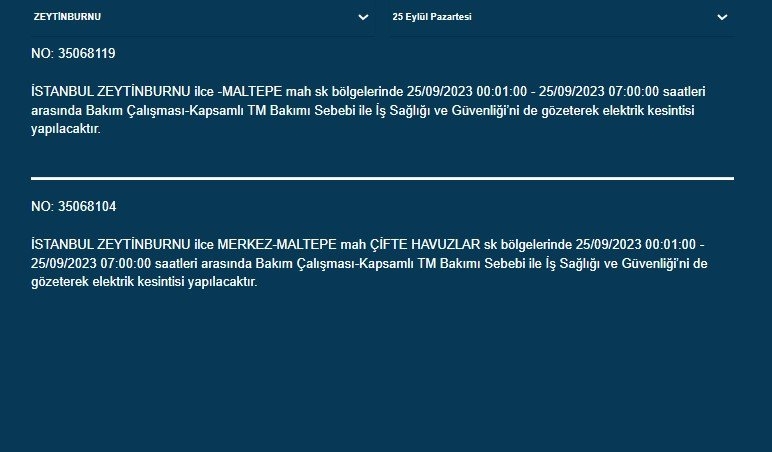 ZEYTİNBURNU
25 Eylül Pazartesi
NO: 35068119
İSTANBUL ZEYTİNBURNU ilce -MALTEPE mah sk bölgelerinde 25/09/2023 00:01:00 - 25/09/2023 07:00:00 saatleri
arasında Bakım Çalışması-Kapsamlı TM Bakımı Sebebi ile İş Sağlığı ve Güvenliği'ni de gözeterek elektrik kesintisi
yapılacaktır.
NO: 35068104
İSTANBUL ZEYTİNBURNU ilce MERKEZ-MALTEPE mah ÇİFTE HAVUZLAR sk bölgelerinde 25/09/2023 00:01:00 -
25/09/2023 07:00:00 saatleri arasında Bakım Çalışması-Kapsamlı TM Bakımı Sebebi ile İş Sağlığı ve Güvenliği'ni de
gözeterek elektrik kesintisi yapılacaktır.